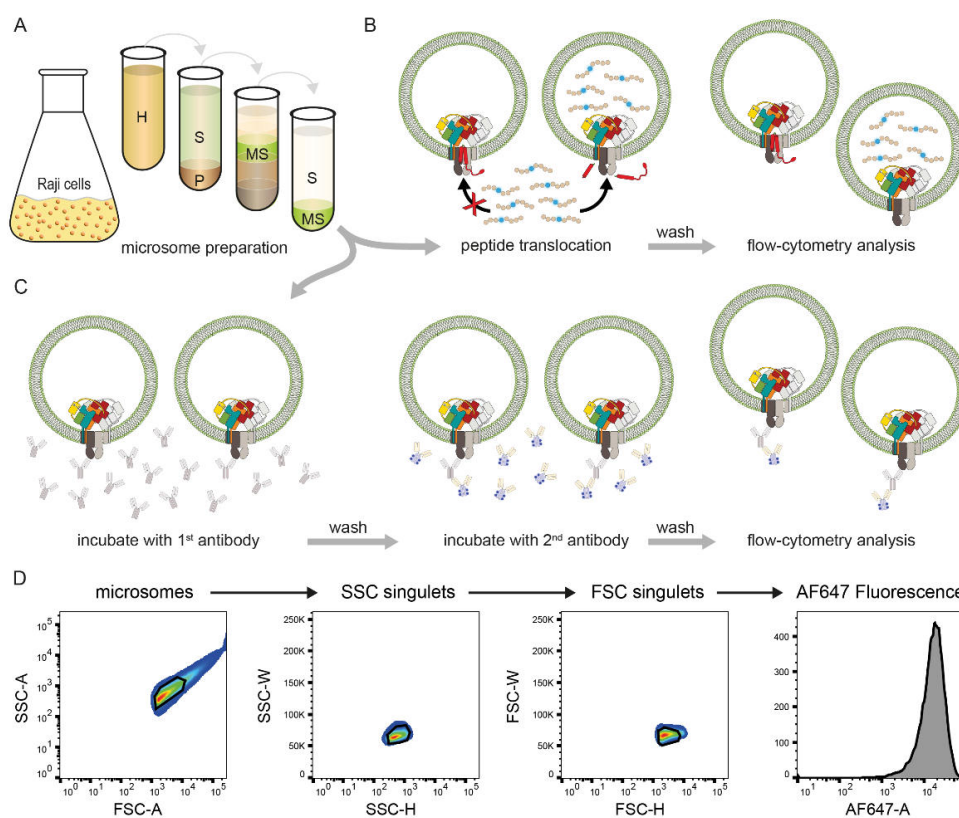 A
H
S
P
MS
S
MS
Raji cells
microsome preparation
B
peptide translocation
wash
flow-cytometry analysis
C
incubate with 1st antibody
wash
incubate with 2nd antibody
wash
flow-cytometry analysis
D
microsomes
SSC singulets
FSC singulets
AF647 Fluorescence
SSC-A
10^5
10^4
10^3
10^2
10^1
10^0
10^0 10^1 10^2 10^3 10^4 10^5
FSC-A
SSC-W
250K
200K
150K
100K
50K
0
10^0 10^1 10^2 10^3 10^4 10^5
SSC-H
FSC-W
250K
200K
150K
100K
50K
0
10^0 10^1 10^2 10^3 10^4 10^5
FSC-H
400
300
200
100
0
10^1 10^2 10^3 10^4
AF647-A